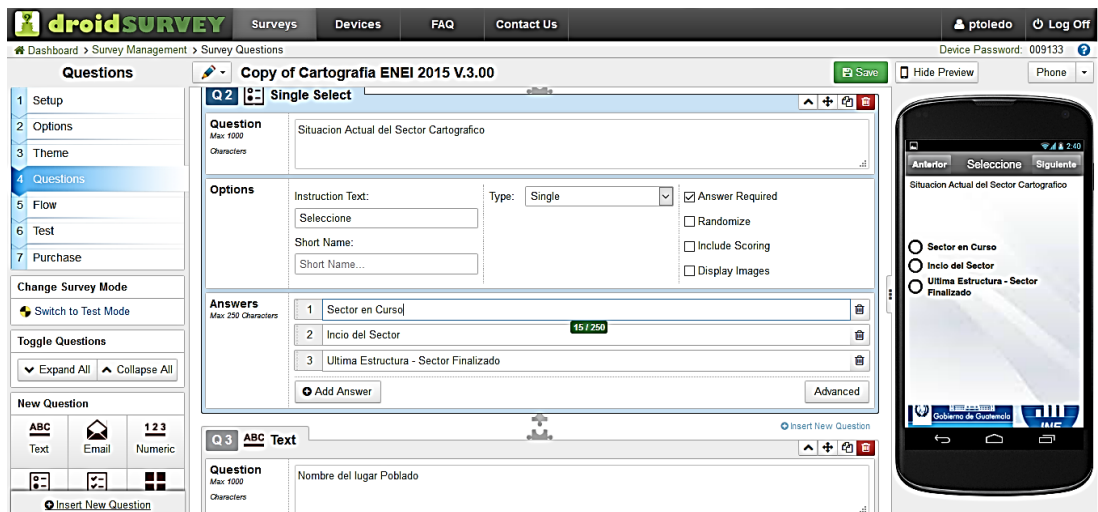 droidSURVEY Surveys Devices FAQ Contact Us ptoledo Log Off
Dashboard > Survey Management > Survey Questions Device Password: 009133 ?
Questions Copy of Cartografia ENEI 2015 V.3.00 Save Hide Preview Phone
1 Setup
2 Options
3 Theme
4 Questions
5 Flow
6 Test
7 Purchase
Change Survey Mode
Switch to Test Mode
Toggle Questions
Expand All Collapse All
New Question
ABC
Text
Email
123
Numeric
Insert New Question
Q2 Single Select
Question
Max 1000
Characters
Situacion Actual del Sector Cartografico
Options
Instruction Text:
Seleccione
Short Name:
Short Name...
Type: Single
Answer Required
Randomize
Include Scoring
Display Images
Answers
Max 250 Characters
1 Sector en Curso
15 / 250
2 Incio del Sector
3 Ultima Estructura - Sector Finalizado
Add Answer Advanced
Insert New Question
Q3 ABC Text
Question
Max 1000
Characters
Nombre del lugar Poblado
2:40
Anterior Seleccione Siguiente
Situacion Actual del Sector Cartografico
Sector en Curso
Incio del Sector
Ultima Estructura - Sector
Finalizado
Gobierno de Guatemala
INE